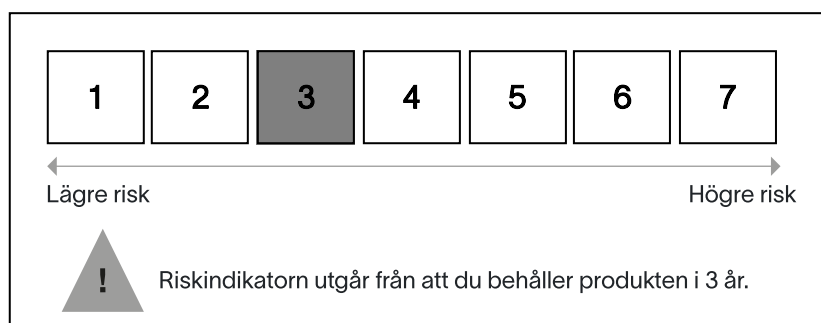 1 2 3 4 5 6 7
Lägre risk Högre risk
! Riskindikatorn utgår från att du behåller produkten i 3 år.